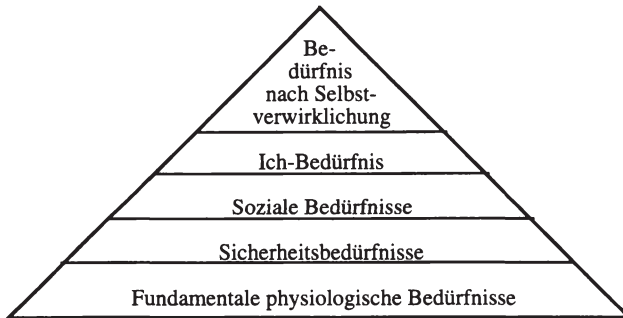 Be-
dürfnis
nach Selbst-
verwirklichung
Ich-Bedürfnis
Soziale Bedürfnisse
Sicherheitsbedürfnisse
Fundamentale physiologische Bedürfnisse